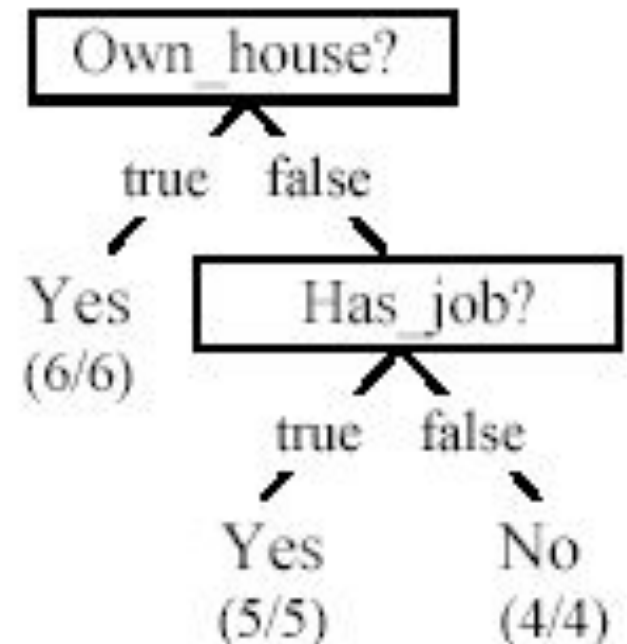 Own_house?
true false
Yes
(6/6)
Has_job?
true false
Yes No
(5/5) (4/4)